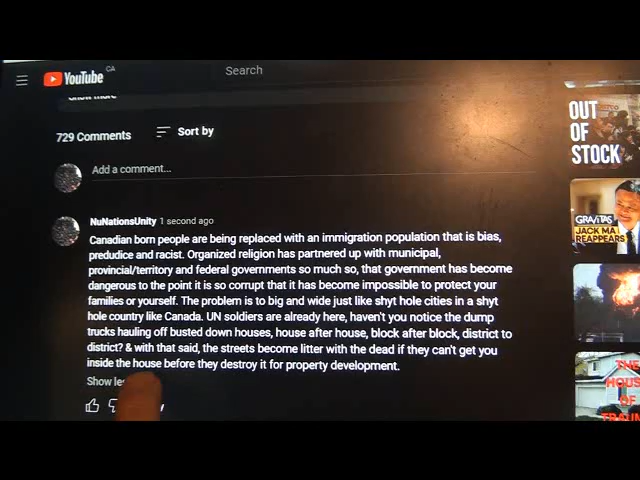 YouTube CA
Search
Show more
729 Comments
Sort by
Add a comment...
NuNationsUnity 1 second ago
Canadian born people are being replaced with an immigration population that is bias,
predudice and racist. Organized religion has partnered up with municipal,
provincial/territory and federal governments so much so, that government has become
dangerous to the point it is so corrupt that it has become impossible to protect your
families or yourself. The problem is to big and wide just like shyt hole cities in a shyt
hole country like Canada. UN soldiers are already here, haven't you notice the dump
trucks hauling off busted down houses, house after house, block after block, district to
district? & with that said, the streets become litter with the dead if they can't get you
inside the house before they destroy it for property development.
Show
OUT
OF
STOCK
GRAVITAS
JACK MA
REAPPEARS
THE
HOUSE
OF